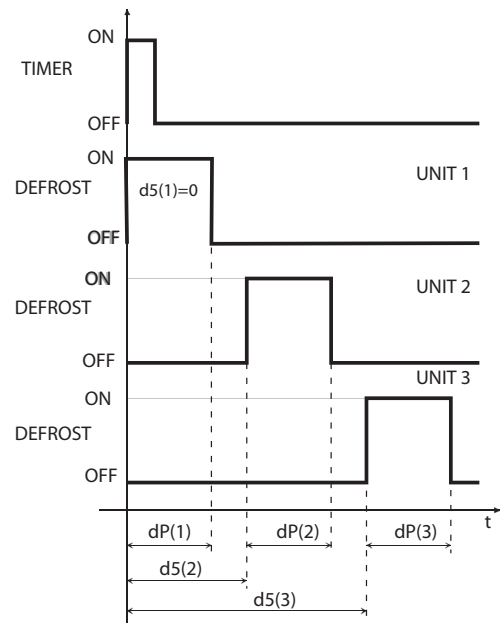 ON
TIMER
OFF
ON
UNIT 1
DEFROST
d5(1)=0
OFF
ON
UNIT 2
DEFROST
OFF
UNIT 3
ON
DEFROST
OFF
t
dP(1)
dP(2)
dP(3)
d5(2)
d5(3)